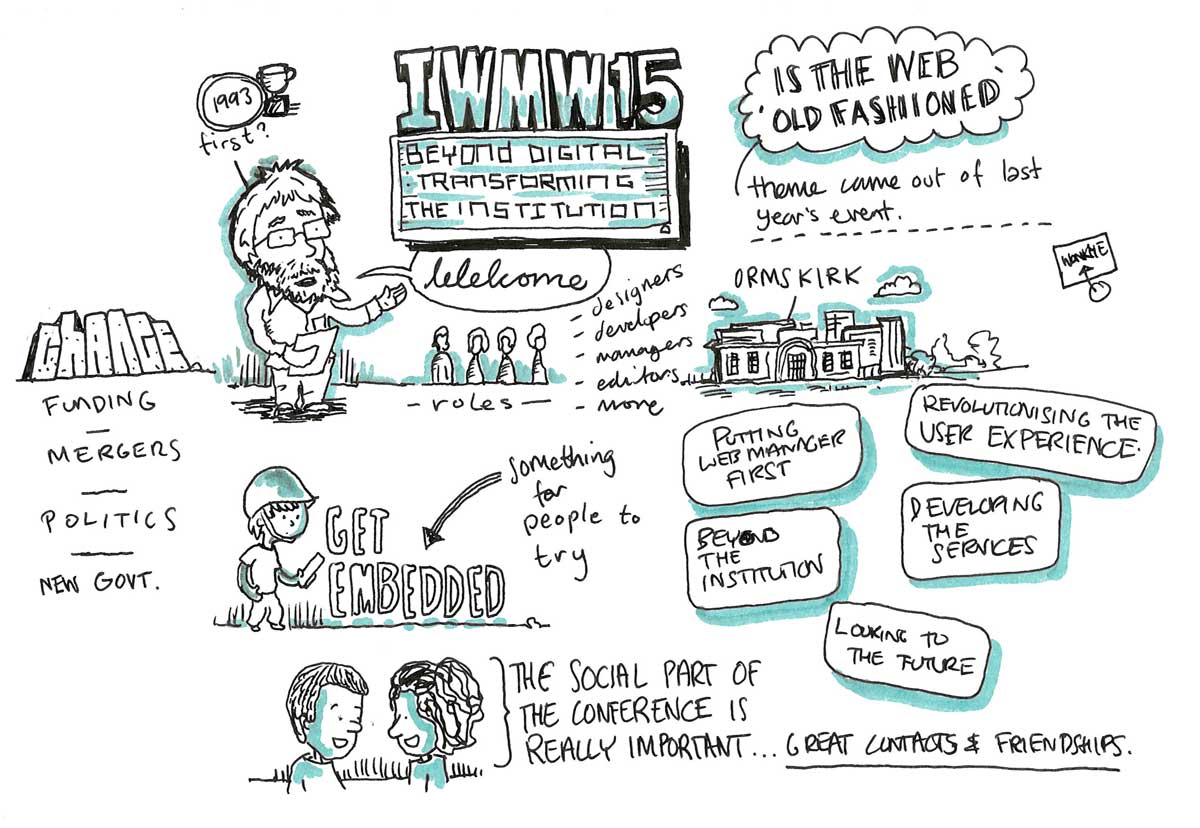 1993
first?
IWMW15
BEYOND DIGITAL
TRANSFORMING
THE INSTITUTION
Welcome
IS THE WEB
'OLD FASHIONED'
theme came out of last
year's event.
WONKHE
ORMSKIRK
CHANGE
FUNDING
—
MERGERS
—
POLITICS
—
NEW GOVT.
- roles -
- designers
- developers
- managers
- editors
- more
GET
EMBEDDED
something
for
people to
try
PUTTING
WEB MANAGER
FIRST
REVOLUTIONISING THE
USER EXPERIENCE.
BEYOND
THE
INSTITUTION
DEVELOPING
THE
SERVICES
LOOKING TO
THE FUTURE
THE SOCIAL PART OF
THE CONFERENCE IS
REALLY IMPORTANT... GREAT CONTACTS & FRIENDSHIPS.